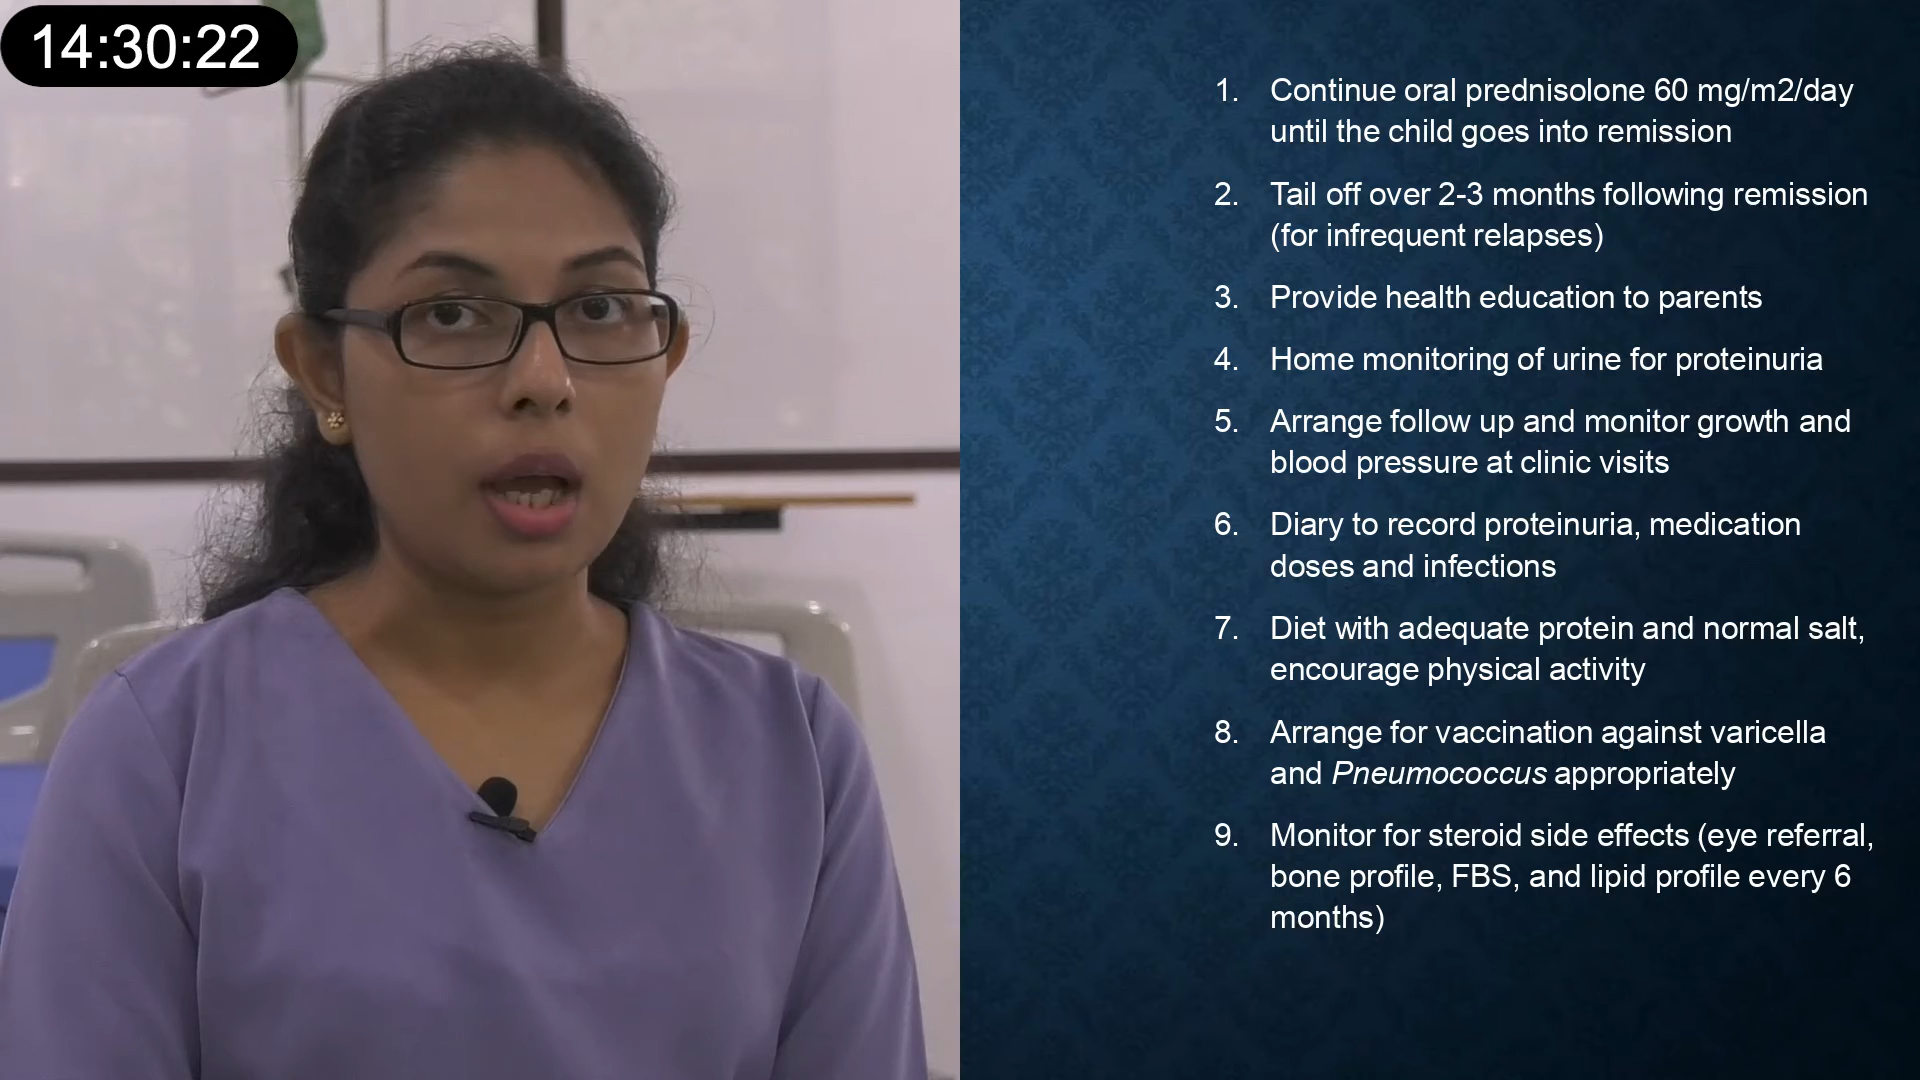 14:30:22
1. Continue oral prednisolone 60 mg/m2/day
until the child goes into remission
2. Tail off over 2-3 months following remission
(for infrequent relapses)
3. Provide health education to parents
4. Home monitoring of urine for proteinuria
5. Arrange follow up and monitor growth and
blood pressure at clinic visits
6. Diary to record proteinuria, medication
doses and infections
7. Diet with adequate protein and normal salt,
encourage physical activity
8. Arrange for vaccination against varicella
and Pneumococcus appropriately
9. Monitor for steroid side effects (eye referral,
bone profile, FBS, and lipid profile every 6
months)